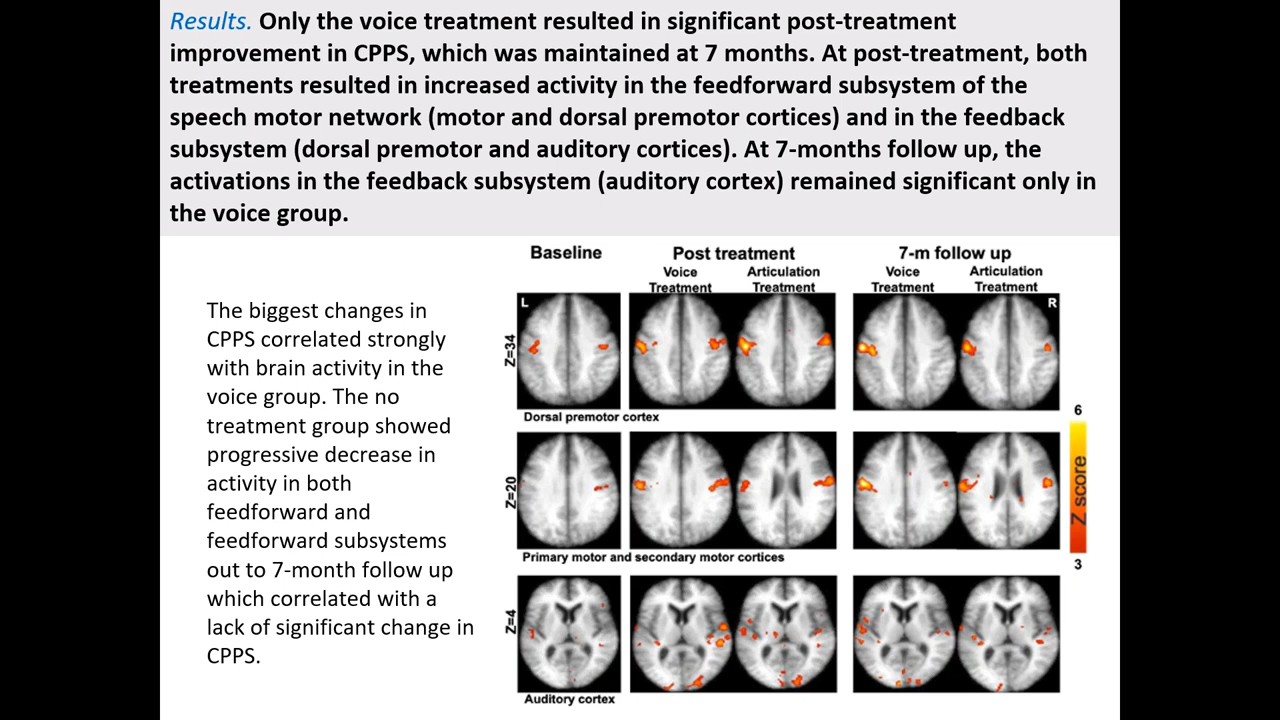 Results. Only the voice treatment resulted in significant post-treatment
improvement in CPPS, which was maintained at 7 months. At post-treatment, both
treatments resulted in increased activity in the feedforward subsystem of the
speech motor network (motor and dorsal premotor cortices) and in the feedback
subsystem (dorsal premotor and auditory cortices). At 7-months follow up, the
activations in the feedback subsystem (auditory cortex) remained significant only in
the voice group.
The biggest changes in
CPPS correlated strongly
with brain activity in the
voice group. The no
treatment group showed
progressive decrease in
activity in both
feedforward and
feedforward subsystems
out to 7-month follow up
which correlated with a
lack of significant change in
CPPS.
Baseline
Post treatment
7-m follow up
Voice
Treatment
Articulation
Treatment
Voice
Treatment
Articulation
Treatment
L
R
Z=34
Dorsal premotor cortex
Z=20
Primary motor and secondary motor cortices
Z=4
Auditory cortex
6
Z score
3